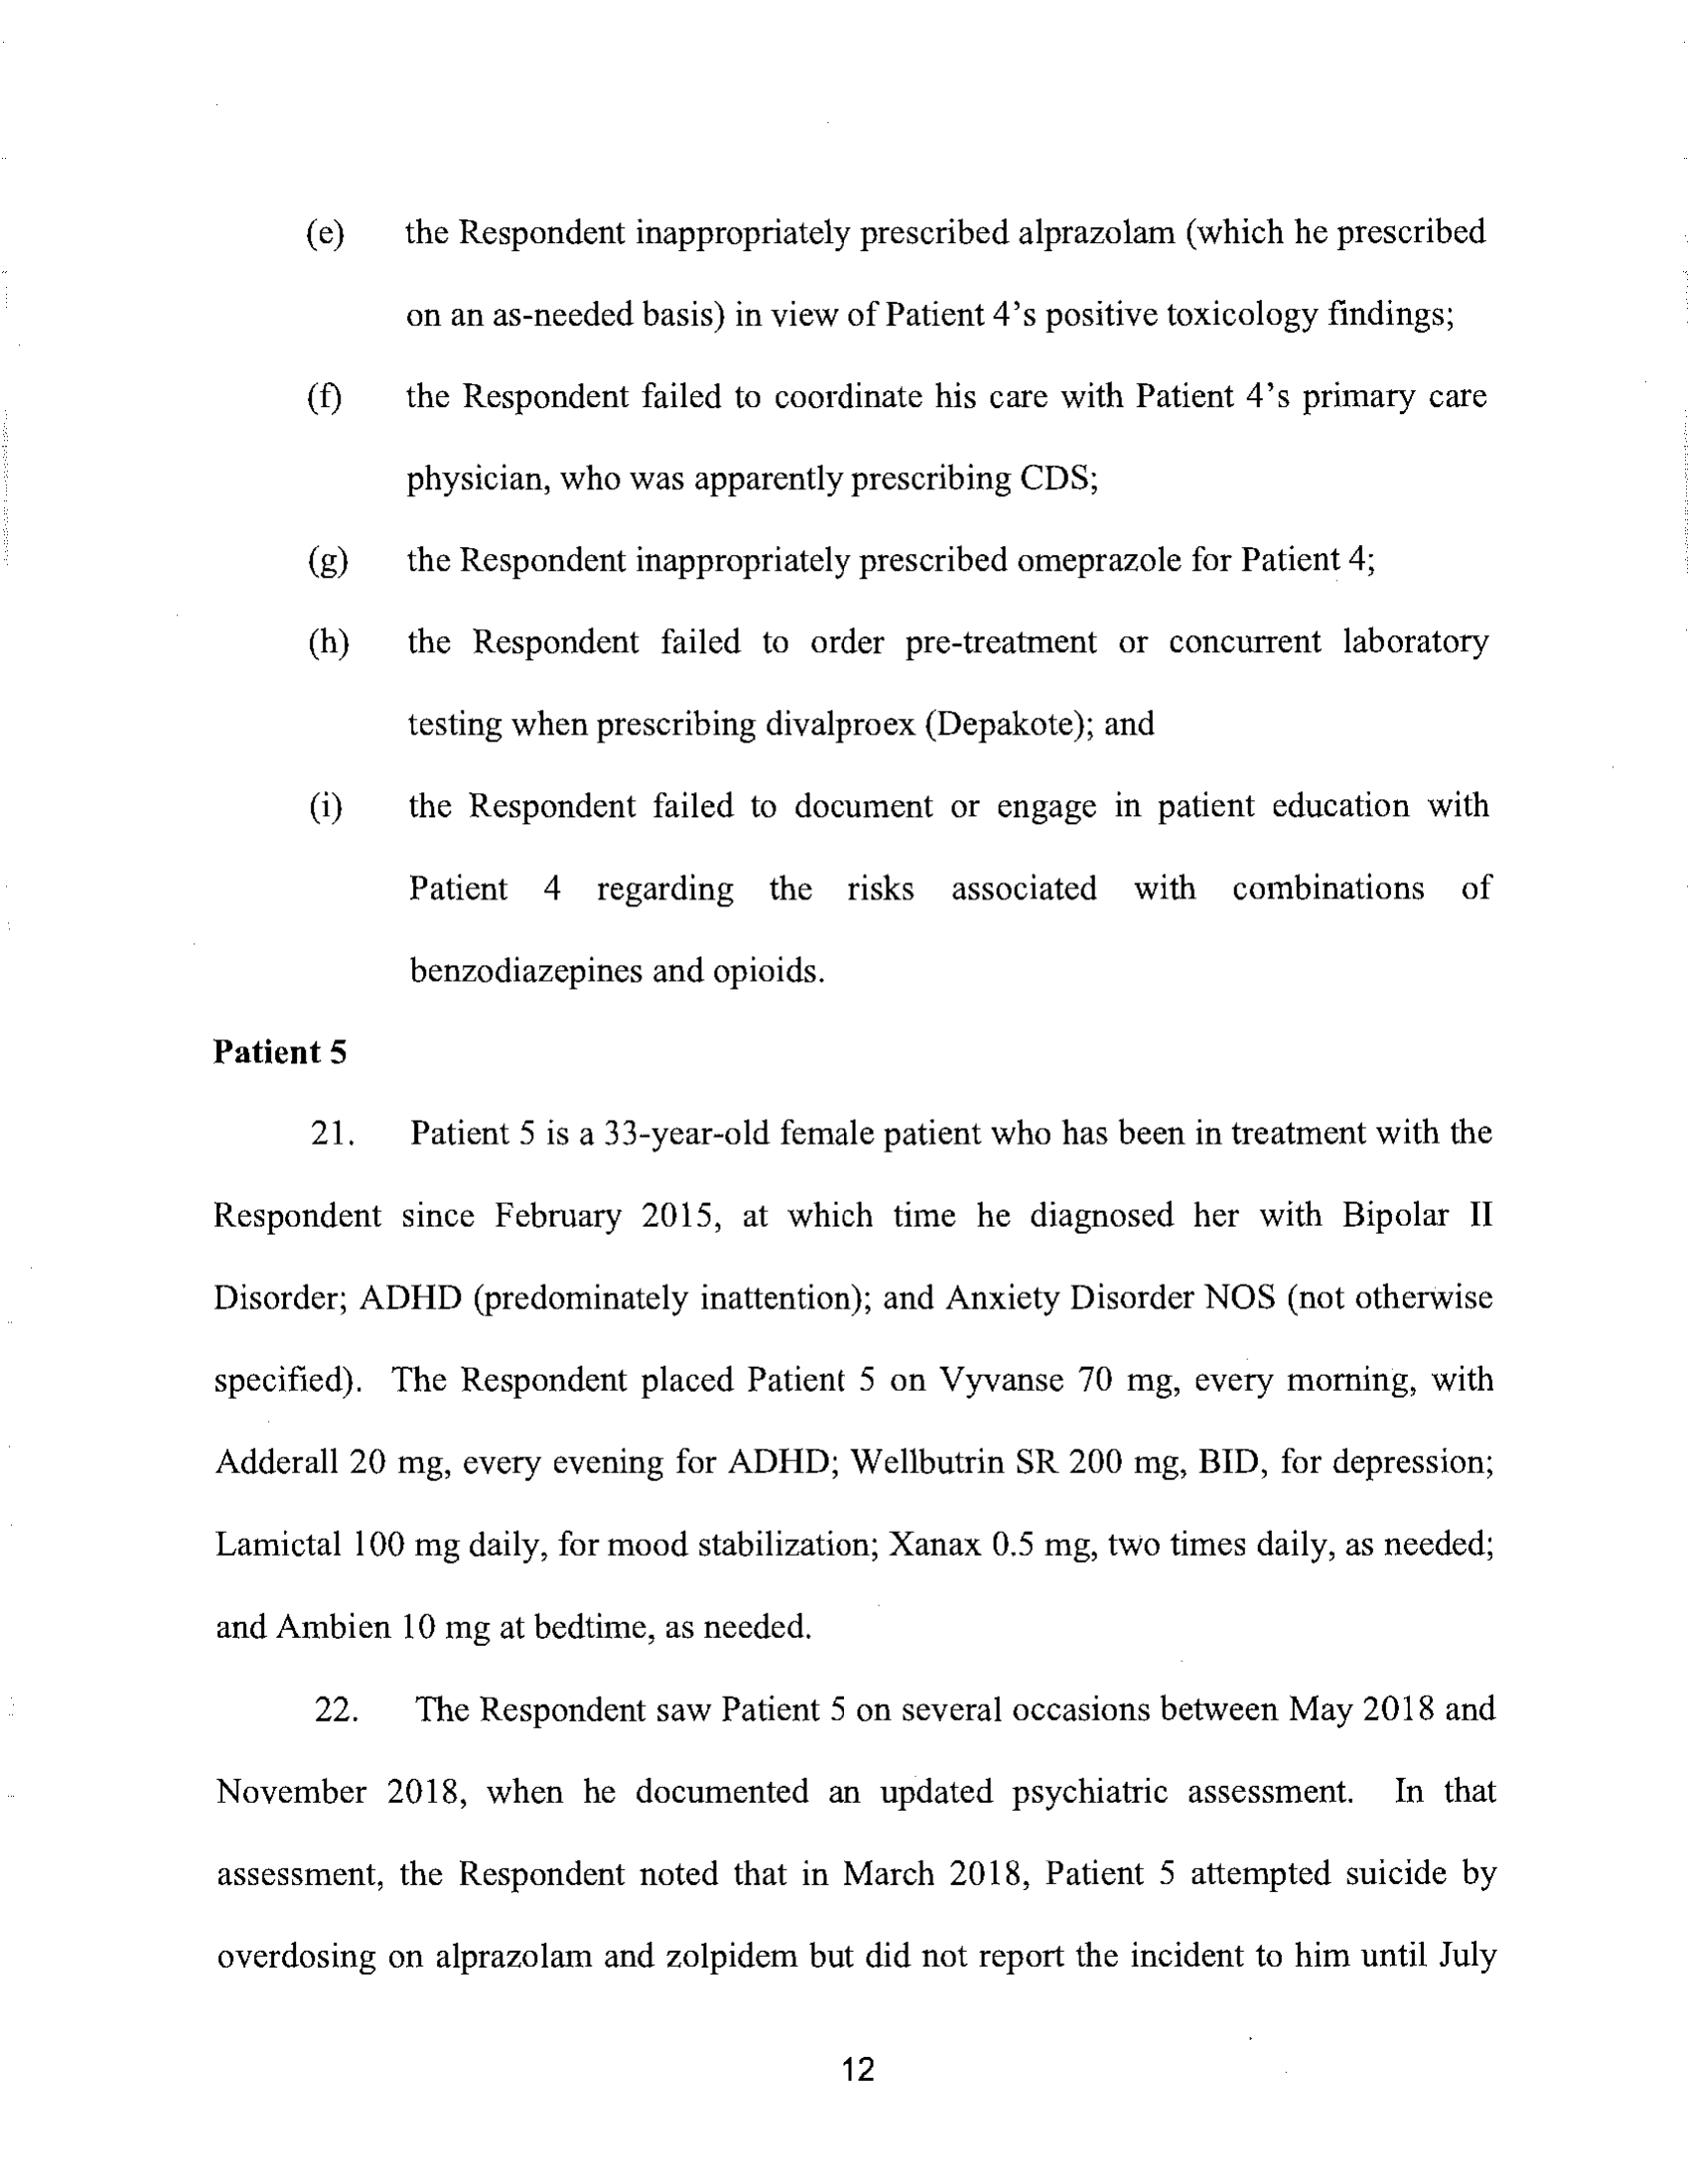 (e) the Respondent inappropriately prescribed alprazolam (which he prescribed
on an as-needed basis) in view of Patient 4's positive toxicology findings;
(f) the Respondent failed to coordinate his care with Patient 4's primary care
physician, who was apparently prescribing CDS;
(g) the Respondent inappropriately prescribed omeprazole for Patient 4;
(h) the Respondent failed to order pre-treatment or concurrent laboratory
testing when prescribing divalproex (Depakote); and
(i) the Respondent failed to document or engage in patient education with
Patient 4 regarding the risks associated with combinations of
benzodiazepines and opioids.
Patient 5
21. Patient 5 is a 33-year-old female patient who has been in treatment with the
Respondent since February 2015, at which time he diagnosed her with Bipolar II
Disorder; ADHD (predominately inattention); and Anxiety Disorder NOS (not otherwise
specified). The Respondent placed Patient 5 on Vyvanse 70 mg, every morning, with
Adderall 20 mg, every evening for ADHD; Wellbutrin SR 200 mg, BID, for depression;
Lamictal 100 mg daily, for mood stabilization; Xanax 0.5 mg, two times daily, as needed;
and Ambien 10 mg at bedtime, as needed.
22. The Respondent saw Patient 5 on several occasions between May 2018 and
November 2018, when he documented an updated psychiatric assessment. In that
assessment, the Respondent noted that in March 2018, Patient 5 attempted suicide by
overdosing on alprazolam and zolpidem but did not report the incident to him until July
12